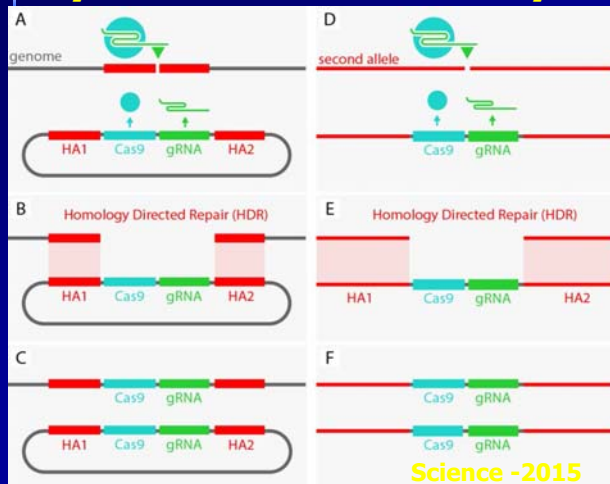 A
genome
HA1 Cas9 gRNA HA2
B
Homology Directed Repair (HDR)
HA1 Cas9 gRNA HA2
C
Cas9 gRNA
HA1 Cas9 gRNA HA2
D
second allele
Cas9 gRNA
E
Homology Directed Repair (HDR)
HA1 Cas9 gRNA HA2
F
Cas9 gRNA
Cas9 gRNA
Science -2015